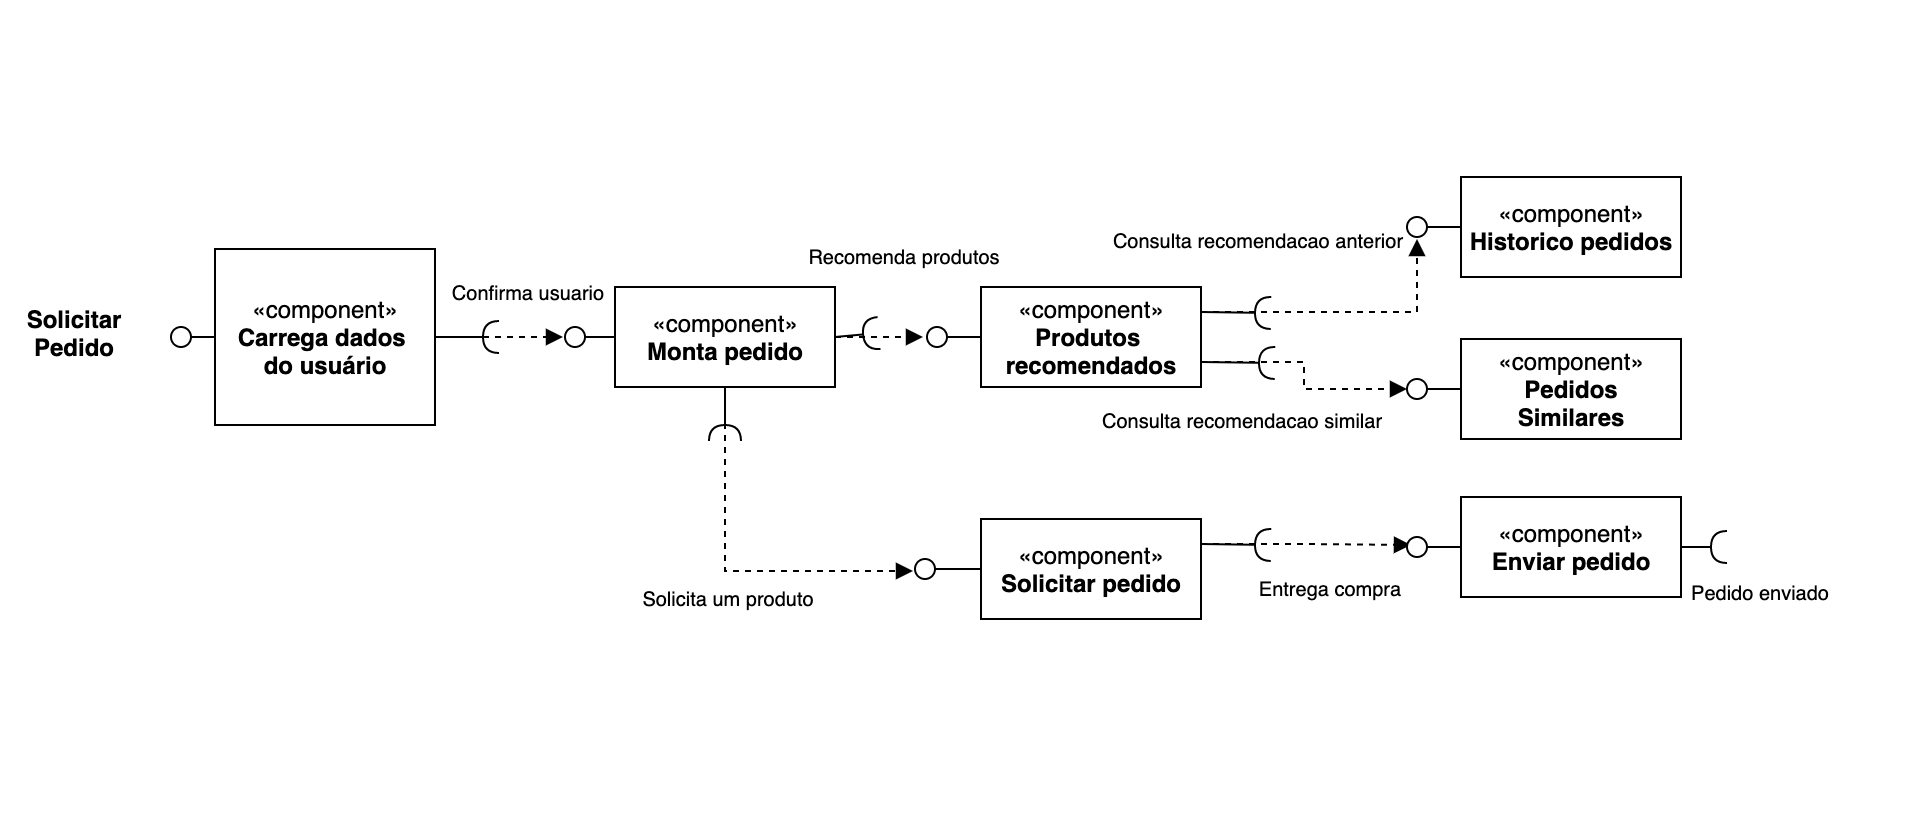 Solicitar
Pedido
«component»
Carrega dados
do usuário
Confirma usuario
«component»
Monta pedido
Recomenda produtos
«component»
Produtos
recomendados
Consulta recomendacao anterior
«component»
Historico pedidos
Consulta recomendacao similar
«component»
Pedidos
Similares
Solicita um produto
«component»
Solicitar pedido
Entrega compra
«component»
Enviar pedido
Pedido enviado